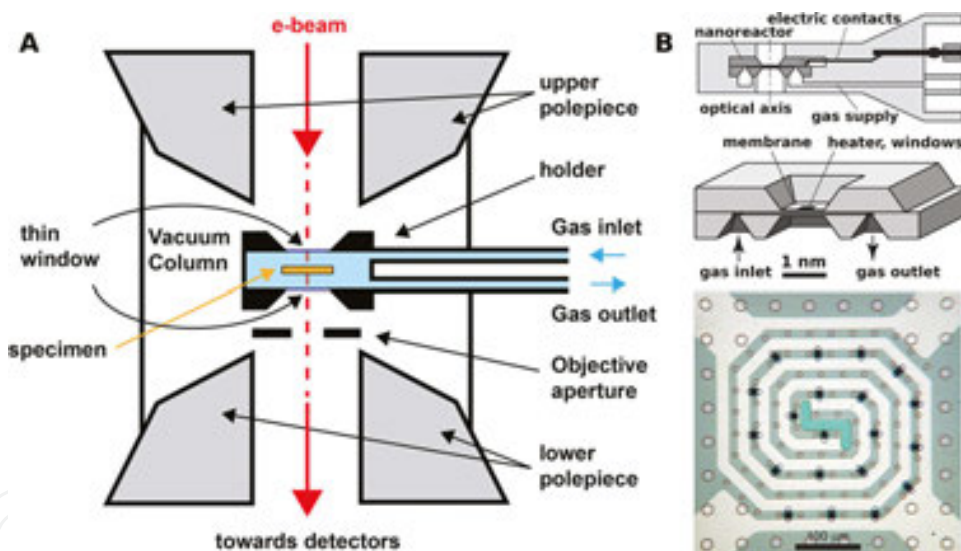 A
e-beam
upper
polepiece
holder
thin
window
Vacuum
Column
Gas inlet
specimen
Gas outlet
Objective
aperture
lower
polepiece
towards detectors
B
electric contacts
nanoreactor
optical axis
gas supply
membrane
heater, windows
gas inlet
1 nm
gas outlet